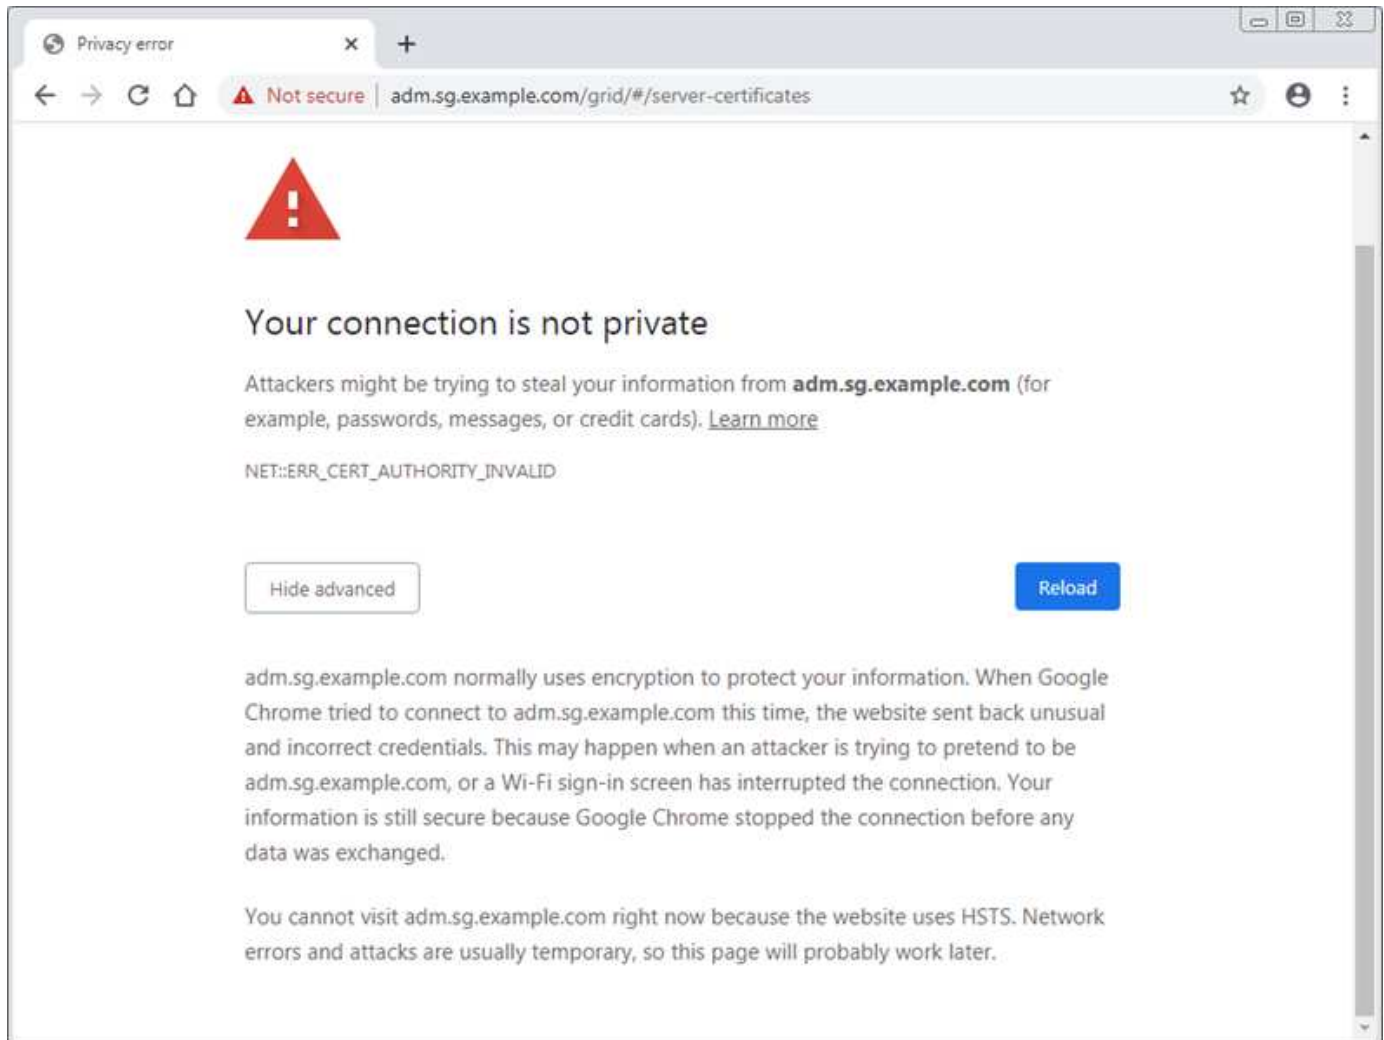 Privacy error
Not secure | adm.sg.example.com/grid/#/server-certificates
Your connection is not private
Attackers might be trying to steal your information from adm.sg.example.com (for
example, passwords, messages, or credit cards). Learn more
NET::ERR_CERT_AUTHORITY_INVALID
Hide advanced
Reload
adm.sg.example.com normally uses encryption to protect your information. When Google
Chrome tried to connect to adm.sg.example.com this time, the website sent back unusual
and incorrect credentials. This may happen when an attacker is trying to pretend to be
adm.sg.example.com, or a Wi-Fi sign-in screen has interrupted the connection. Your
information is still secure because Google Chrome stopped the connection before any
data was exchanged.
You cannot visit adm.sg.example.com right now because the website uses HSTS. Network
errors and attacks are usually temporary, so this page will probably work later.